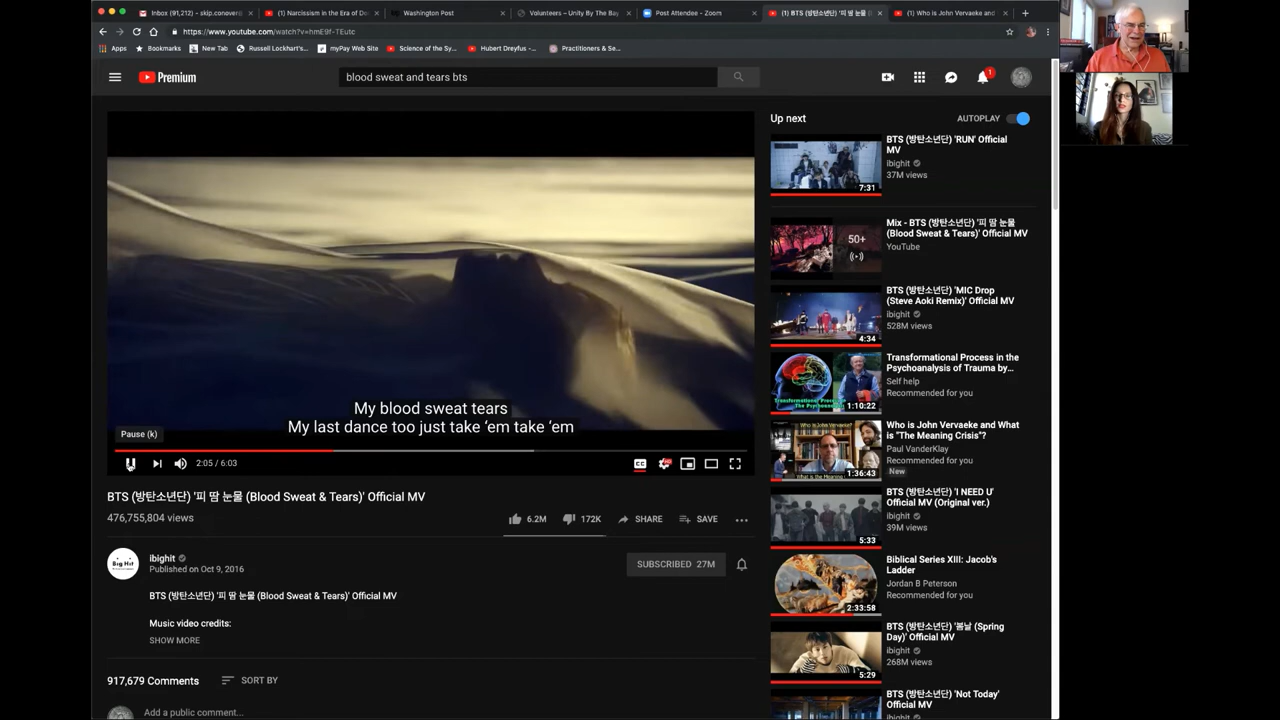 Inbox (91,212) - skip.conover
(1) Narcissism in the Era of De
Washington Post
Volunteers – Unity By The Bay
Post Attendee - Zoom
(1) BTS (방탄소년단) '피 땀 눈물
(1) Who is John Vervaeke and
https://www.youtube.com/watch?v=hmE9f-TEutc
Apps
Bookmarks
New Tab
Russell Lockhart's...
myPay Web Site
Science of the Sy...
Hubert Dreyfus -...
Practitioners & Se...
Premium
blood sweat and tears bts
1
My blood sweat tears
My last dance too just take 'em take 'em
Pause (k)
2:05 / 6:03
CC
BTS (방탄소년단) '피 땀 눈물 (Blood Sweat & Tears)' Official MV
476,755,804 views
6.2M
172K
SHARE
SAVE
Big Hit
ibighit
Published on Oct 9, 2016
SUBSCRIBED 27M
BTS (방탄소년단) '피 땀 눈물 (Blood Sweat & Tears)' Official MV
Music video credits:
SHOW MORE
917,679 Comments
SORT BY
Add a public comment...
Up next
AUTOPLAY
7:31
BTS (방탄소년단) 'RUN' Official
MV
ibighit
37M views
50+
Mix - BTS (방탄소년단) '피 땀 눈물
(Blood Sweat & Tears)' Official MV
YouTube
4:34
BTS (방탄소년단) 'MIC Drop
(Steve Aoki Remix)' Official MV
ibighit
528M views
1:10:22
Transformational Process in the
Psychoanalysis of Trauma by...
Self help
Recommended for you
1:36:43
Who is John Vervaeke and What
is "The Meaning Crisis"?
Paul VanderKlay
Recommended for you
New
5:33
BTS (방탄소년단) 'I NEED U'
Official MV (Original ver.)
ibighit
39M views
2:33:58
Biblical Series XIII: Jacob's
Ladder
Jordan B Peterson
Recommended for you
5:29
BTS (방탄소년단) '봄날 (Spring
Day)' Official MV
ibighit
268M views
BTS (방탄소년단) 'Not Today'
Official MV